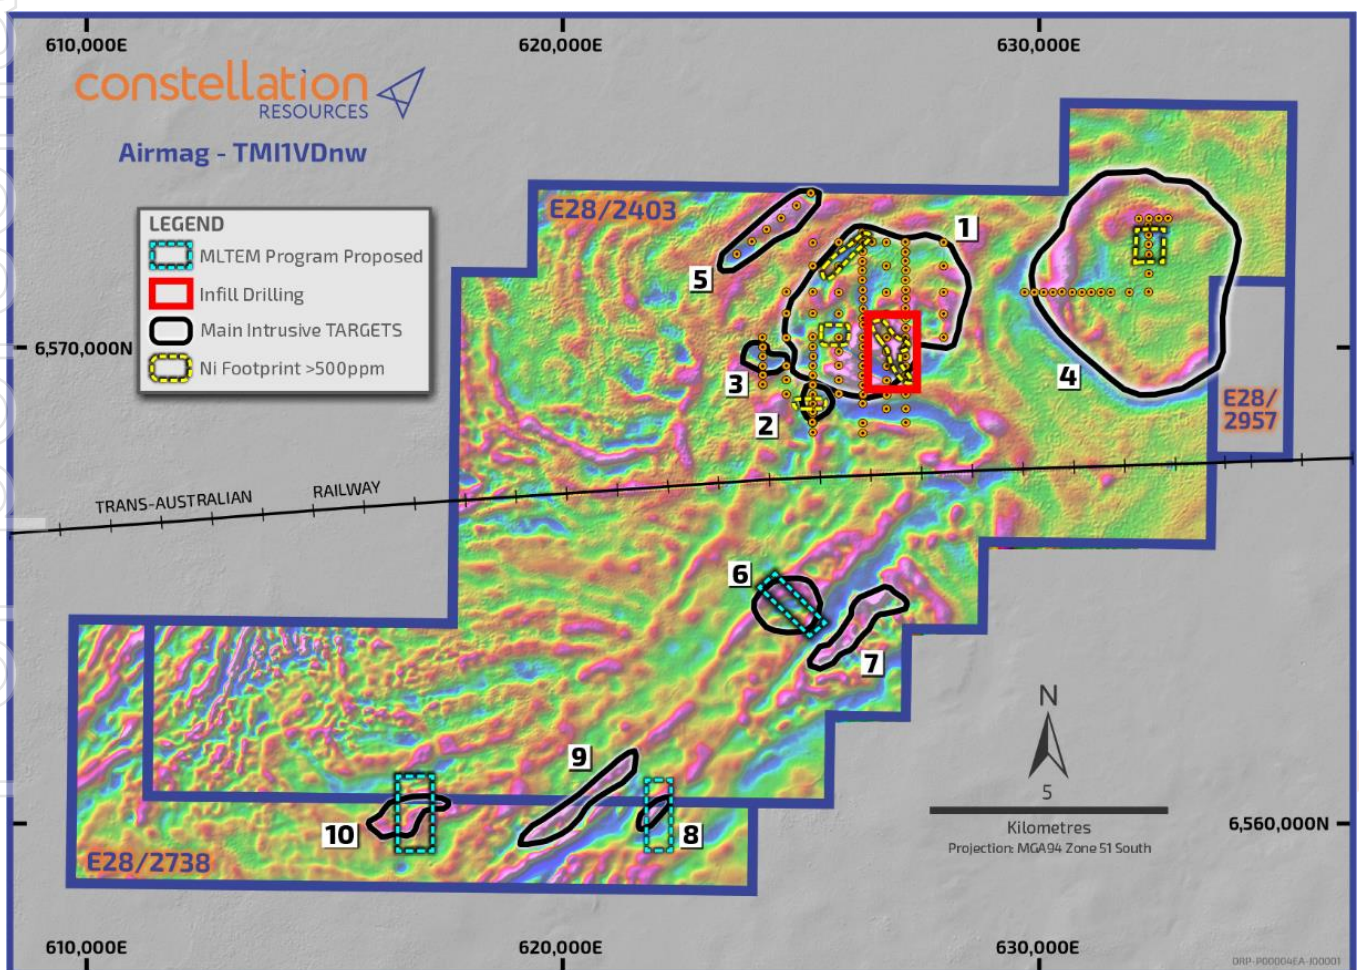 610,000E
620,000E
630,000E
constellation
RESOURCES
Airmag - TMI1VDnw
LEGEND
MLTEM Program Proposed
Infill Drilling
Main Intrusive TARGETS
Ni Footprint >500ppm
E28/2403
1
5
6,570,000N
3
4
2
E28/
2957
TRANS-AUSTRALIAN RAILWAY
6
7
N
9
5
Kilometres
10
8
6,560,000N
Projection: MGA94 Zone 51 South
E28/2738
610,000E
620,000E
630,000E
DRP-P00004EA-J00001